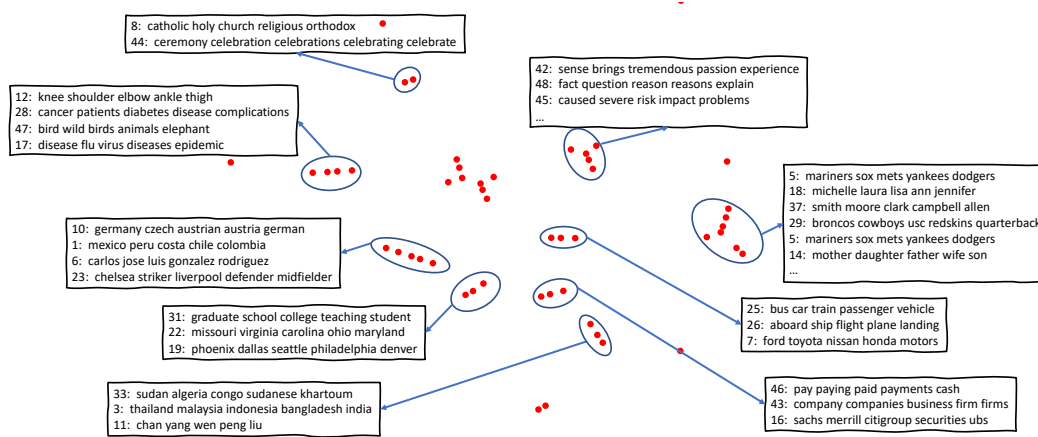 8: catholic holy church religious orthodox
44: ceremony celebration celebrations celebrating celebrate
42: sense brings tremendous passion experience
48: fact question reason reasons explain
45: caused severe risk impact problems
...
12: knee shoulder elbow ankle thigh
28: cancer patients diabetes disease complications
47: bird wild birds animals elephant
17: disease flu virus diseases epidemic
5: mariners sox mets yankees dodgers
18: michelle laura lisa ann jennifer
37: smith moore clark campbell allen
29: broncos cowboys usc redskins quarterback
5: mariners sox mets yankees dodgers
14: mother daughter father wife son
...
10: germany czech austrian austria german
1: mexico peru costa chile colombia
6: carlos jose luis gonzalez rodriguez
23: chelsea striker liverpool defender midfielder
31: graduate school college teaching student
22: missouri virginia carolina ohio maryland
19: phoenix dallas seattle philadelphia denver
25: bus car train passenger vehicle
26: aboard ship flight plane landing
7: ford toyota nissan honda motors
33: sudan algeria congo sudanese khartoum
3: thailand malaysia indonesia bangladesh india
11: chan yang wen peng liu
46: pay paying paid payments cash
43: company companies business firm firms
16: sachs merrill citigroup securities ubs